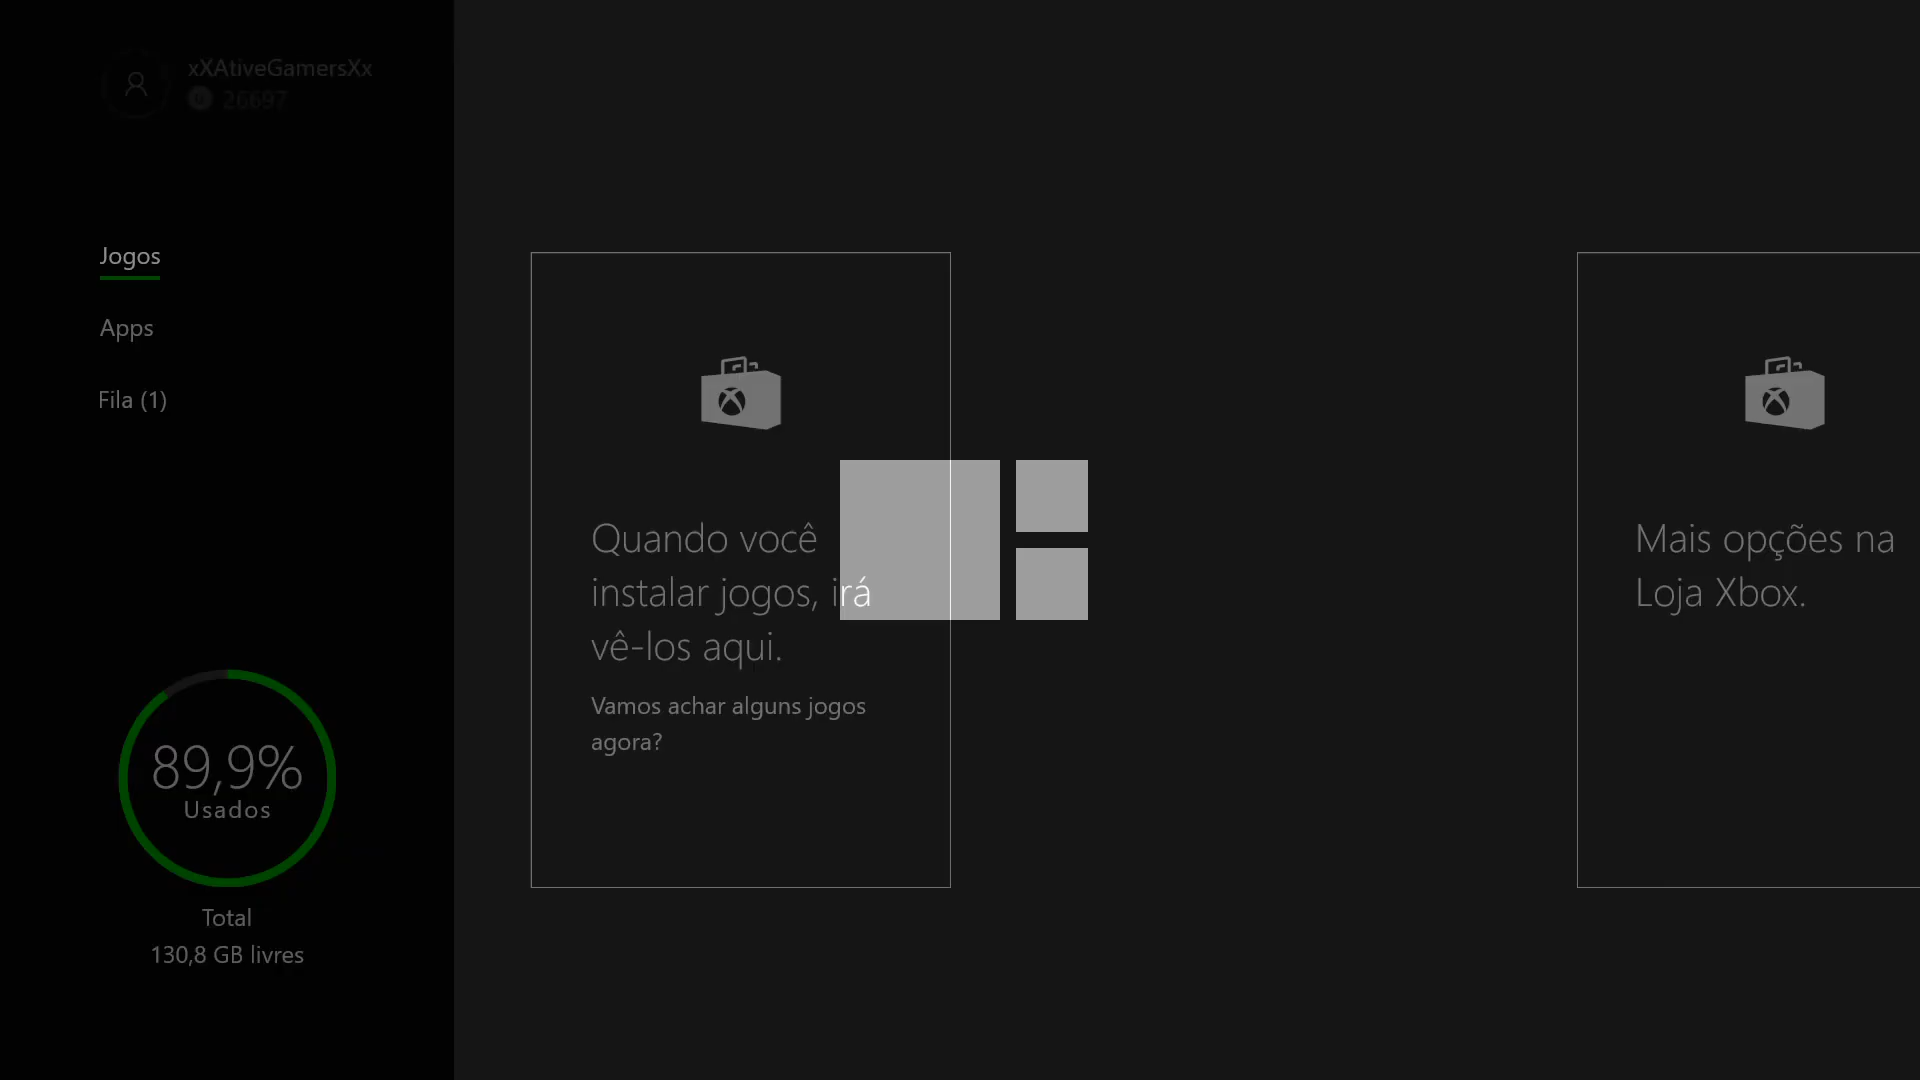 xXAtiveGamersXx
G 26697
Jogos
Apps
Fila (1)
89,9%
Usados
Total
130,8 GB livres
Quando você
instalar jogos, irá
vê-los aqui.
Vamos achar alguns jogos
agora?
Mais opções na
Loja Xbox.